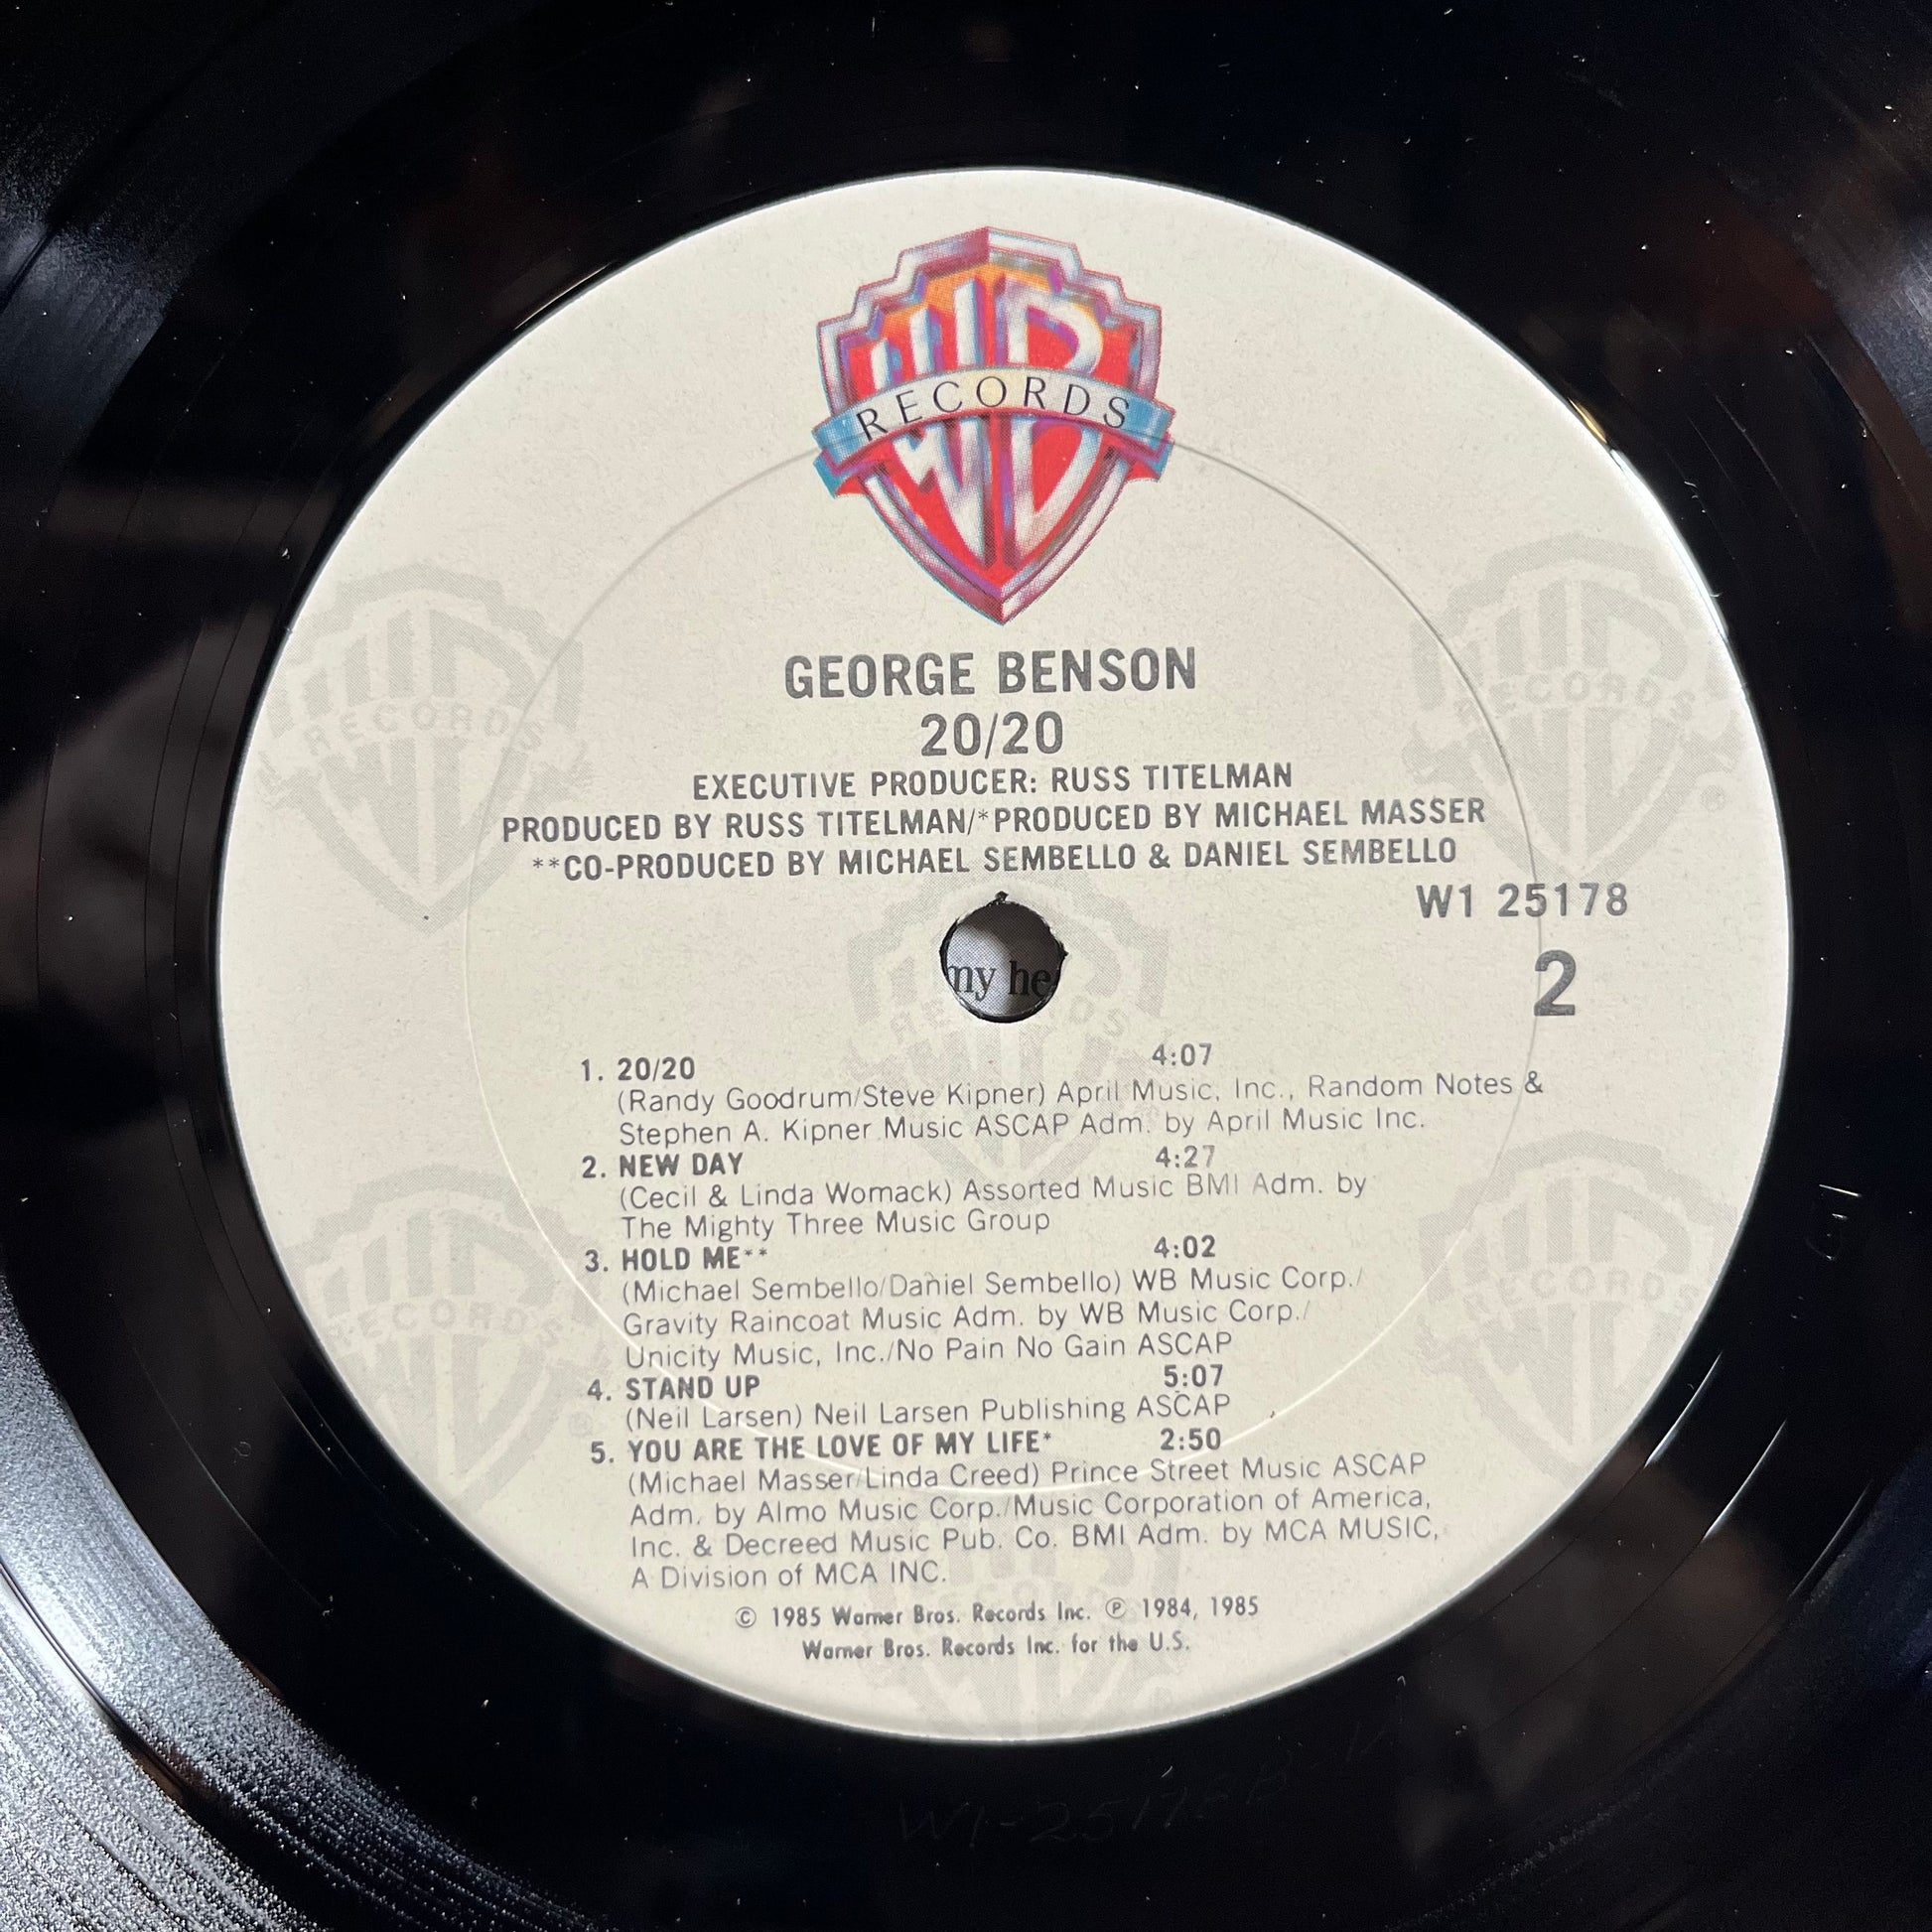 RECORDS
GEORGE BENSON
20/20
EXECUTIVE PRODUCER: RUSS TITELMAN
PRODUCED BY RUSS TITELMAN/*PRODUCED BY MICHAEL MASSER
**CO-PRODUCED BY MICHAEL SEMBELLO & DANIEL SEMBELLO
W1 25178
2
my he
1. 20/20 4:07
(Randy Goodrum/Steve Kipner) April Music, Inc., Random Notes &
Stephen A. Kipner Music ASCAP Adm. by April Music Inc.
2. NEW DAY 4:27
(Cecil & Linda Womack) Assorted Music BMI Adm. by
The Mighty Three Music Group
3. HOLD ME** 4:02
(Michael Sembello/Daniel Sembello) WB Music Corp./
Gravity Raincoat Music Adm. by WB Music Corp./
Unicity Music, Inc./No Pain No Gain ASCAP
4. STAND UP 5:07
(Neil Larsen) Neil Larsen Publishing ASCAP
5. YOU ARE THE LOVE OF MY LIFE* 2:50
(Michael Masser/Linda Creed) Prince Street Music ASCAP
Adm. by Almo Music Corp./Music Corporation of America,
Inc. & Decreed Music Pub. Co. BMI Adm. by MCA MUSIC,
A Division of MCA INC.
© 1985 Warner Bros. Records Inc. ℗ 1984, 1985
Warner Bros. Records Inc. for the U.S.